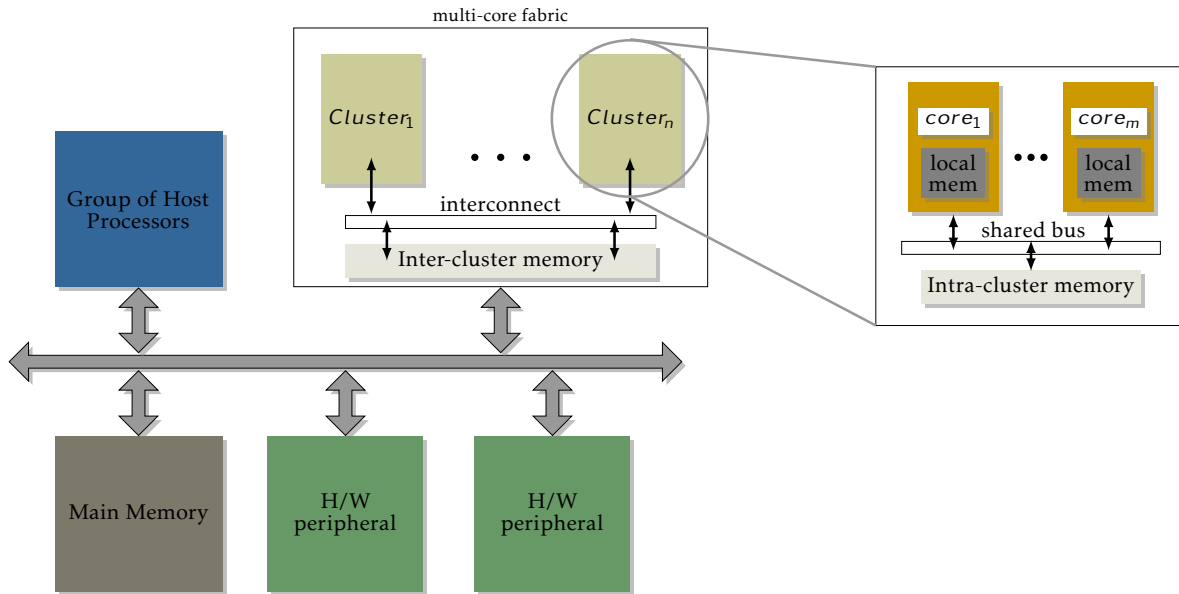 multi-core fabric
Cluster₁
• • •
Clusterₙ
interconnect
Inter-cluster memory
Group of Host
Processors
core₁
local
mem
•••
coreₘ
local
mem
shared bus
Intra-cluster memory
Main Memory
H/W
peripheral
H/W
peripheral